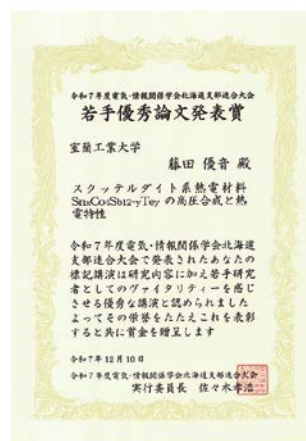 令和7年度電気・情報関係学会北海道支部連合大会
若手優秀論文発表賞
室蘭工業大学
藤田 優音 殿
スクッテルダイト系熱電材料
SnxCo4Sb12-yTey の高圧合成と熱
電特性
令和7年度電気・情報関係学会北海道
支部連合大会で発表されたあなたの
標記講演は研究内容に加え若手研究
者としてのヴァイタリティーを感じ
させる優秀な講演と認められました
よってその栄誉をたたえこれを表彰
すると共に賞金を贈呈します
令和7年12月10日
令和7年度電気・情報関係学会北海道支部連合大会
実行委員長 佐々木孝浩